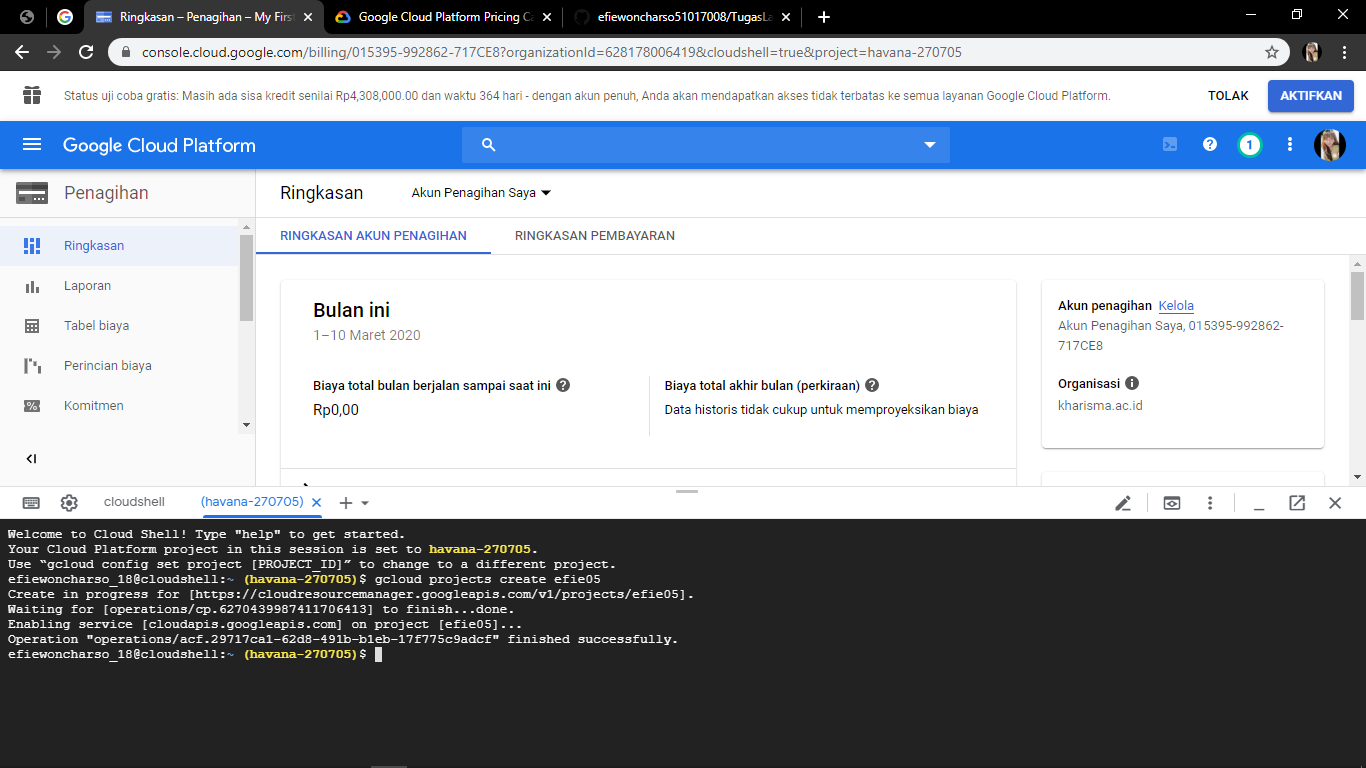 Ringkasan – Penagihan – My First
Google Cloud Platform Pricing Ca
efiewoncharso51017008/TugasLa
console.cloud.google.com/billing/015395-992862-717CE8?organizationId=628178006419&cloudshell=true&project=havana-270705
Status uji coba gratis: Masih ada sisa kredit senilai Rp4,308,000.00 dan waktu 364 hari - dengan akun penuh, Anda akan mendapatkan akses tidak terbatas ke semua layanan Google Cloud Platform.
TOLAK
AKTIFKAN
Google Cloud Platform
1
Penagihan
Ringkasan
Akun Penagihan Saya
Ringkasan
Laporan
Tabel biaya
Perincian biaya
Komitmen
RINGKASAN AKUN PENAGIHAN
RINGKASAN PEMBAYARAN
Bulan ini
1–10 Maret 2020
Biaya total bulan berjalan sampai saat ini
Rp0,00
Biaya total akhir bulan (perkiraan)
Data historis tidak cukup untuk memproyeksikan biaya
Akun penagihan Kelola
Akun Penagihan Saya, 015395-992862-
717CE8
Organisasi
kharisma.ac.id
cloudshell
(havana-270705)
Welcome to Cloud Shell! Type "help" to get started.
Your Cloud Platform project in this session is set to havana-270705.
Use “gcloud config set project [PROJECT_ID]” to change to a different project.
efiewoncharso_18@cloudshell:~ (havana-270705)$ gcloud projects create efie05
Create in progress for [https://cloudresourcemanager.googleapis.com/v1/projects/efie05].
Waiting for [operations/cp.6270439987411706413] to finish...done.
Enabling service [cloudapis.googleapis.com] on project [efie05]...
Operation "operations/acf.29717ca1-62d8-491b-b1eb-17f775c9adcf" finished successfully.
efiewoncharso_18@cloudshell:~ (havana-270705)$